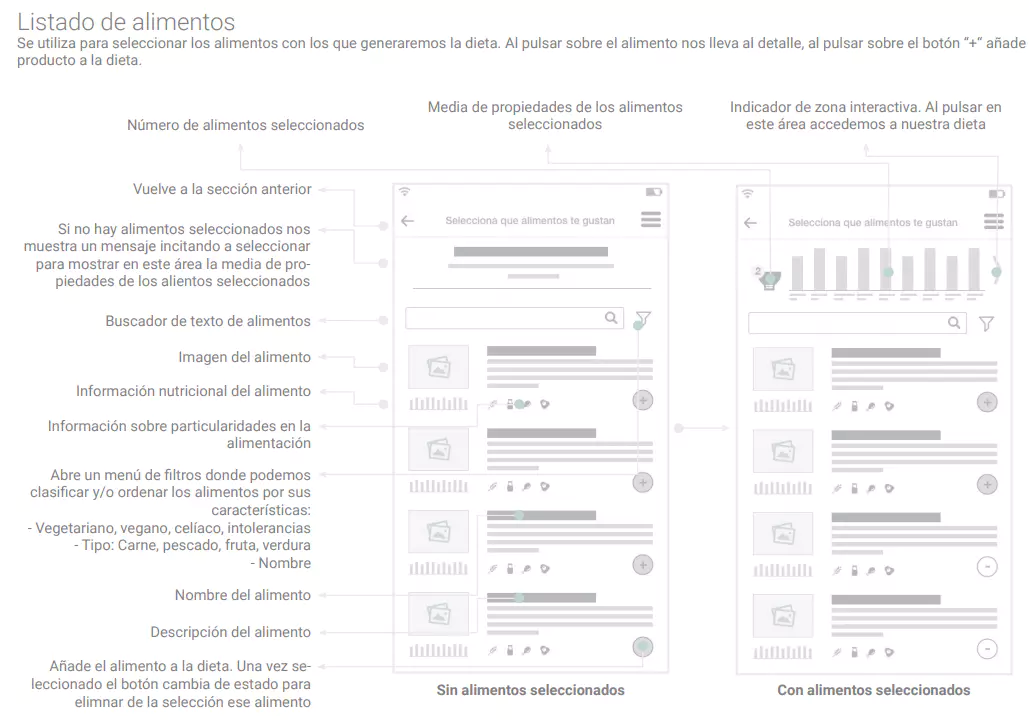 Listado de alimentos
Se utiliza para seleccionar los alimentos con los que generaremos la dieta. Al pulsar sobre el alimento nos lleva al detalle, al pulsar sobre el botón “+“ añade
producto a la dieta.
Número de alimentos seleccionados
Media de propiedades de los alimentos
seleccionados
Indicador de zona interactiva. Al pulsar en
este área accedemos a nuestra dieta
Vuelve a la sección anterior
Si no hay alimentos seleccionados nos
muestra un mensaje incitando a seleccionar
para mostrar en este área la media de pro-
piedades de los alientos seleccionados
Buscador de texto de alimentos
Imagen del alimento
Información nutricional del alimento
Información sobre particularidades en la
alimentación
Abre un menú de filtros donde podemos
clasificar y/o ordenar los alimentos por sus
características:
- Vegetariano, vegano, celíaco, intolerancias
- Tipo: Carne, pescado, fruta, verdura
- Nombre
Nombre del alimento
Descripción del alimento
Añade el alimento a la dieta. Una vez se-
leccionado el botón cambia de estado para
elimnar de la selección ese alimento
Selecciona que alimentos te gustan
+
+
+
Sin alimentos seleccionados
Selecciona que alimentos te gustan
2
+
+
-
-
Con alimentos seleccionados